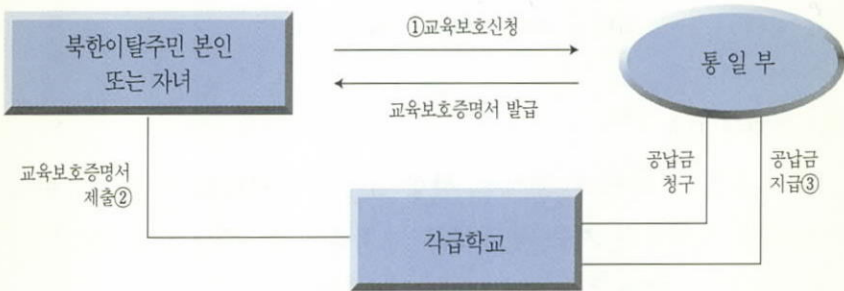 북한이탈주민 본인
또는 자녀
①교육보호신청
교육보호증명서 발급
통일부
교육보호증명서
제출②
공납금
청구
공납금
지급③
각급학교